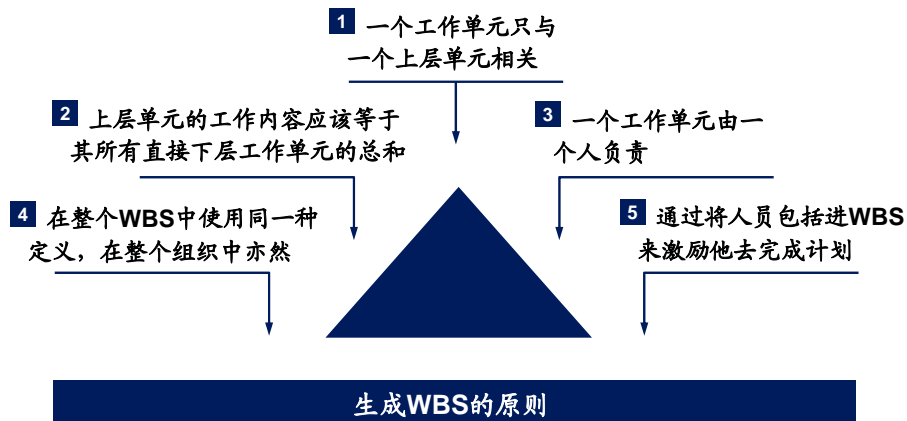 1 一个工作单元只与
一个上层单元相关
2 上层单元的工作内容应该等于
其所有直接下层工作单元的总和
3 一个工作单元由一
个人负责
4 在整个WBS中使用同一种
定义，在整个组织中亦然
5 通过将人员包括进WBS
来激励他去完成计划
生成WBS的原则